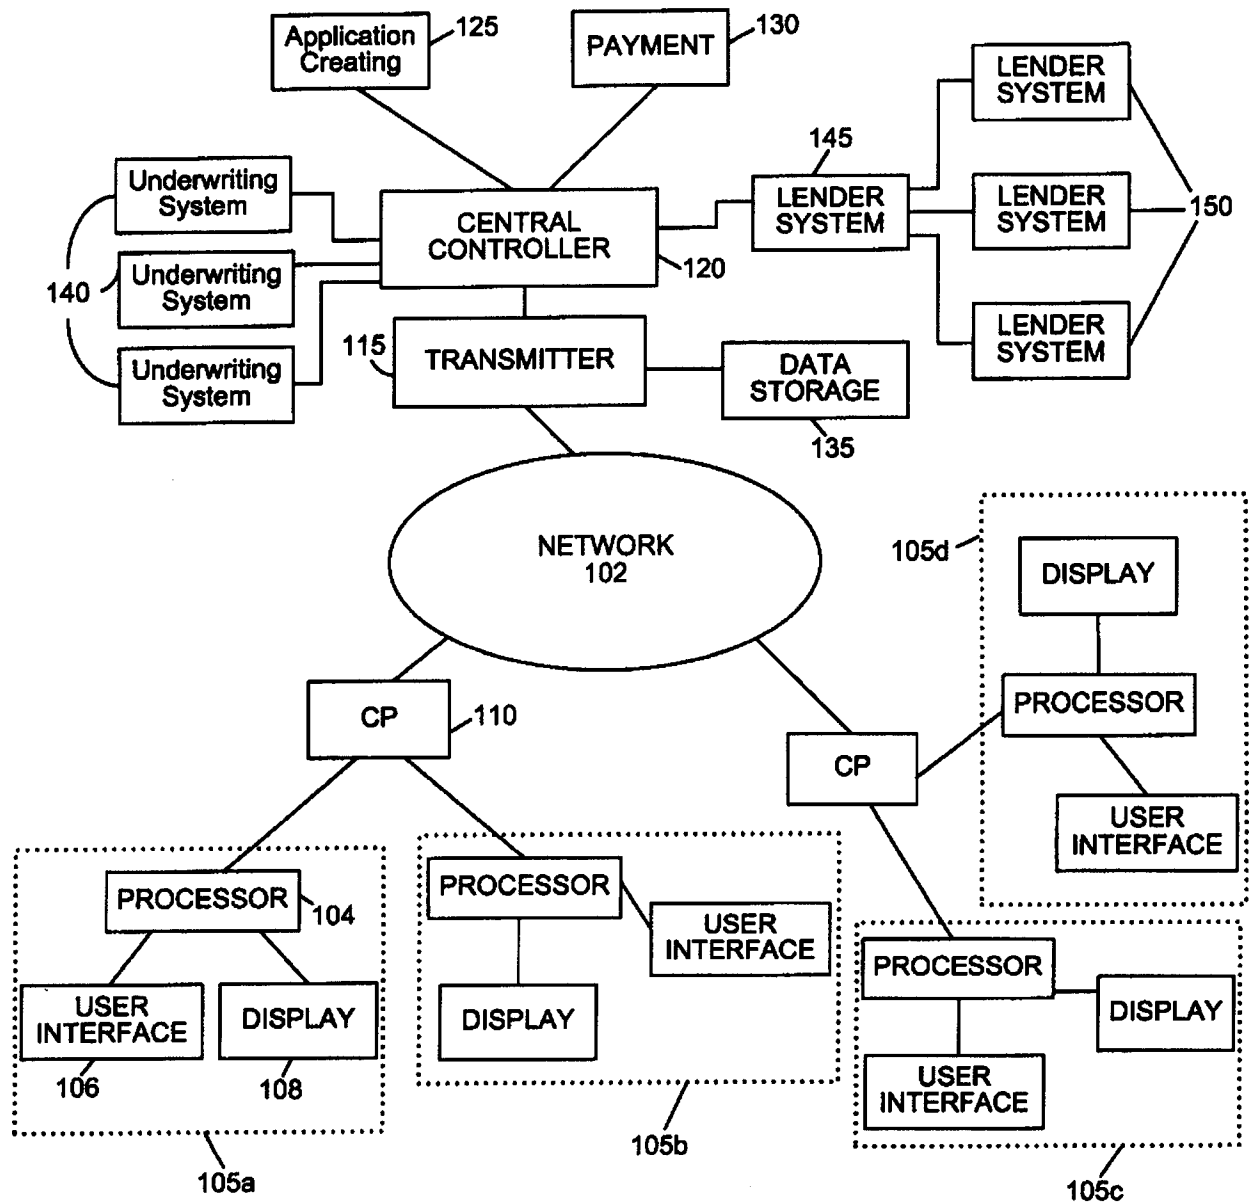 Application
Creating
125
PAYMENT
130
LENDER
SYSTEM
145
LENDER
SYSTEM
LENDER
SYSTEM
150
LENDER
SYSTEM
Underwriting
System
Underwriting
System
140
Underwriting
System
CENTRAL
CONTROLLER
120
115
TRANSMITTER
DATA
STORAGE
135
NETWORK
102
105d
DISPLAY
PROCESSOR
USER
INTERFACE
CP
110
CP
PROCESSOR
104
USER
INTERFACE
DISPLAY
106
108
105a
PROCESSOR
USER
INTERFACE
DISPLAY
105b
PROCESSOR
DISPLAY
USER
INTERFACE
105c